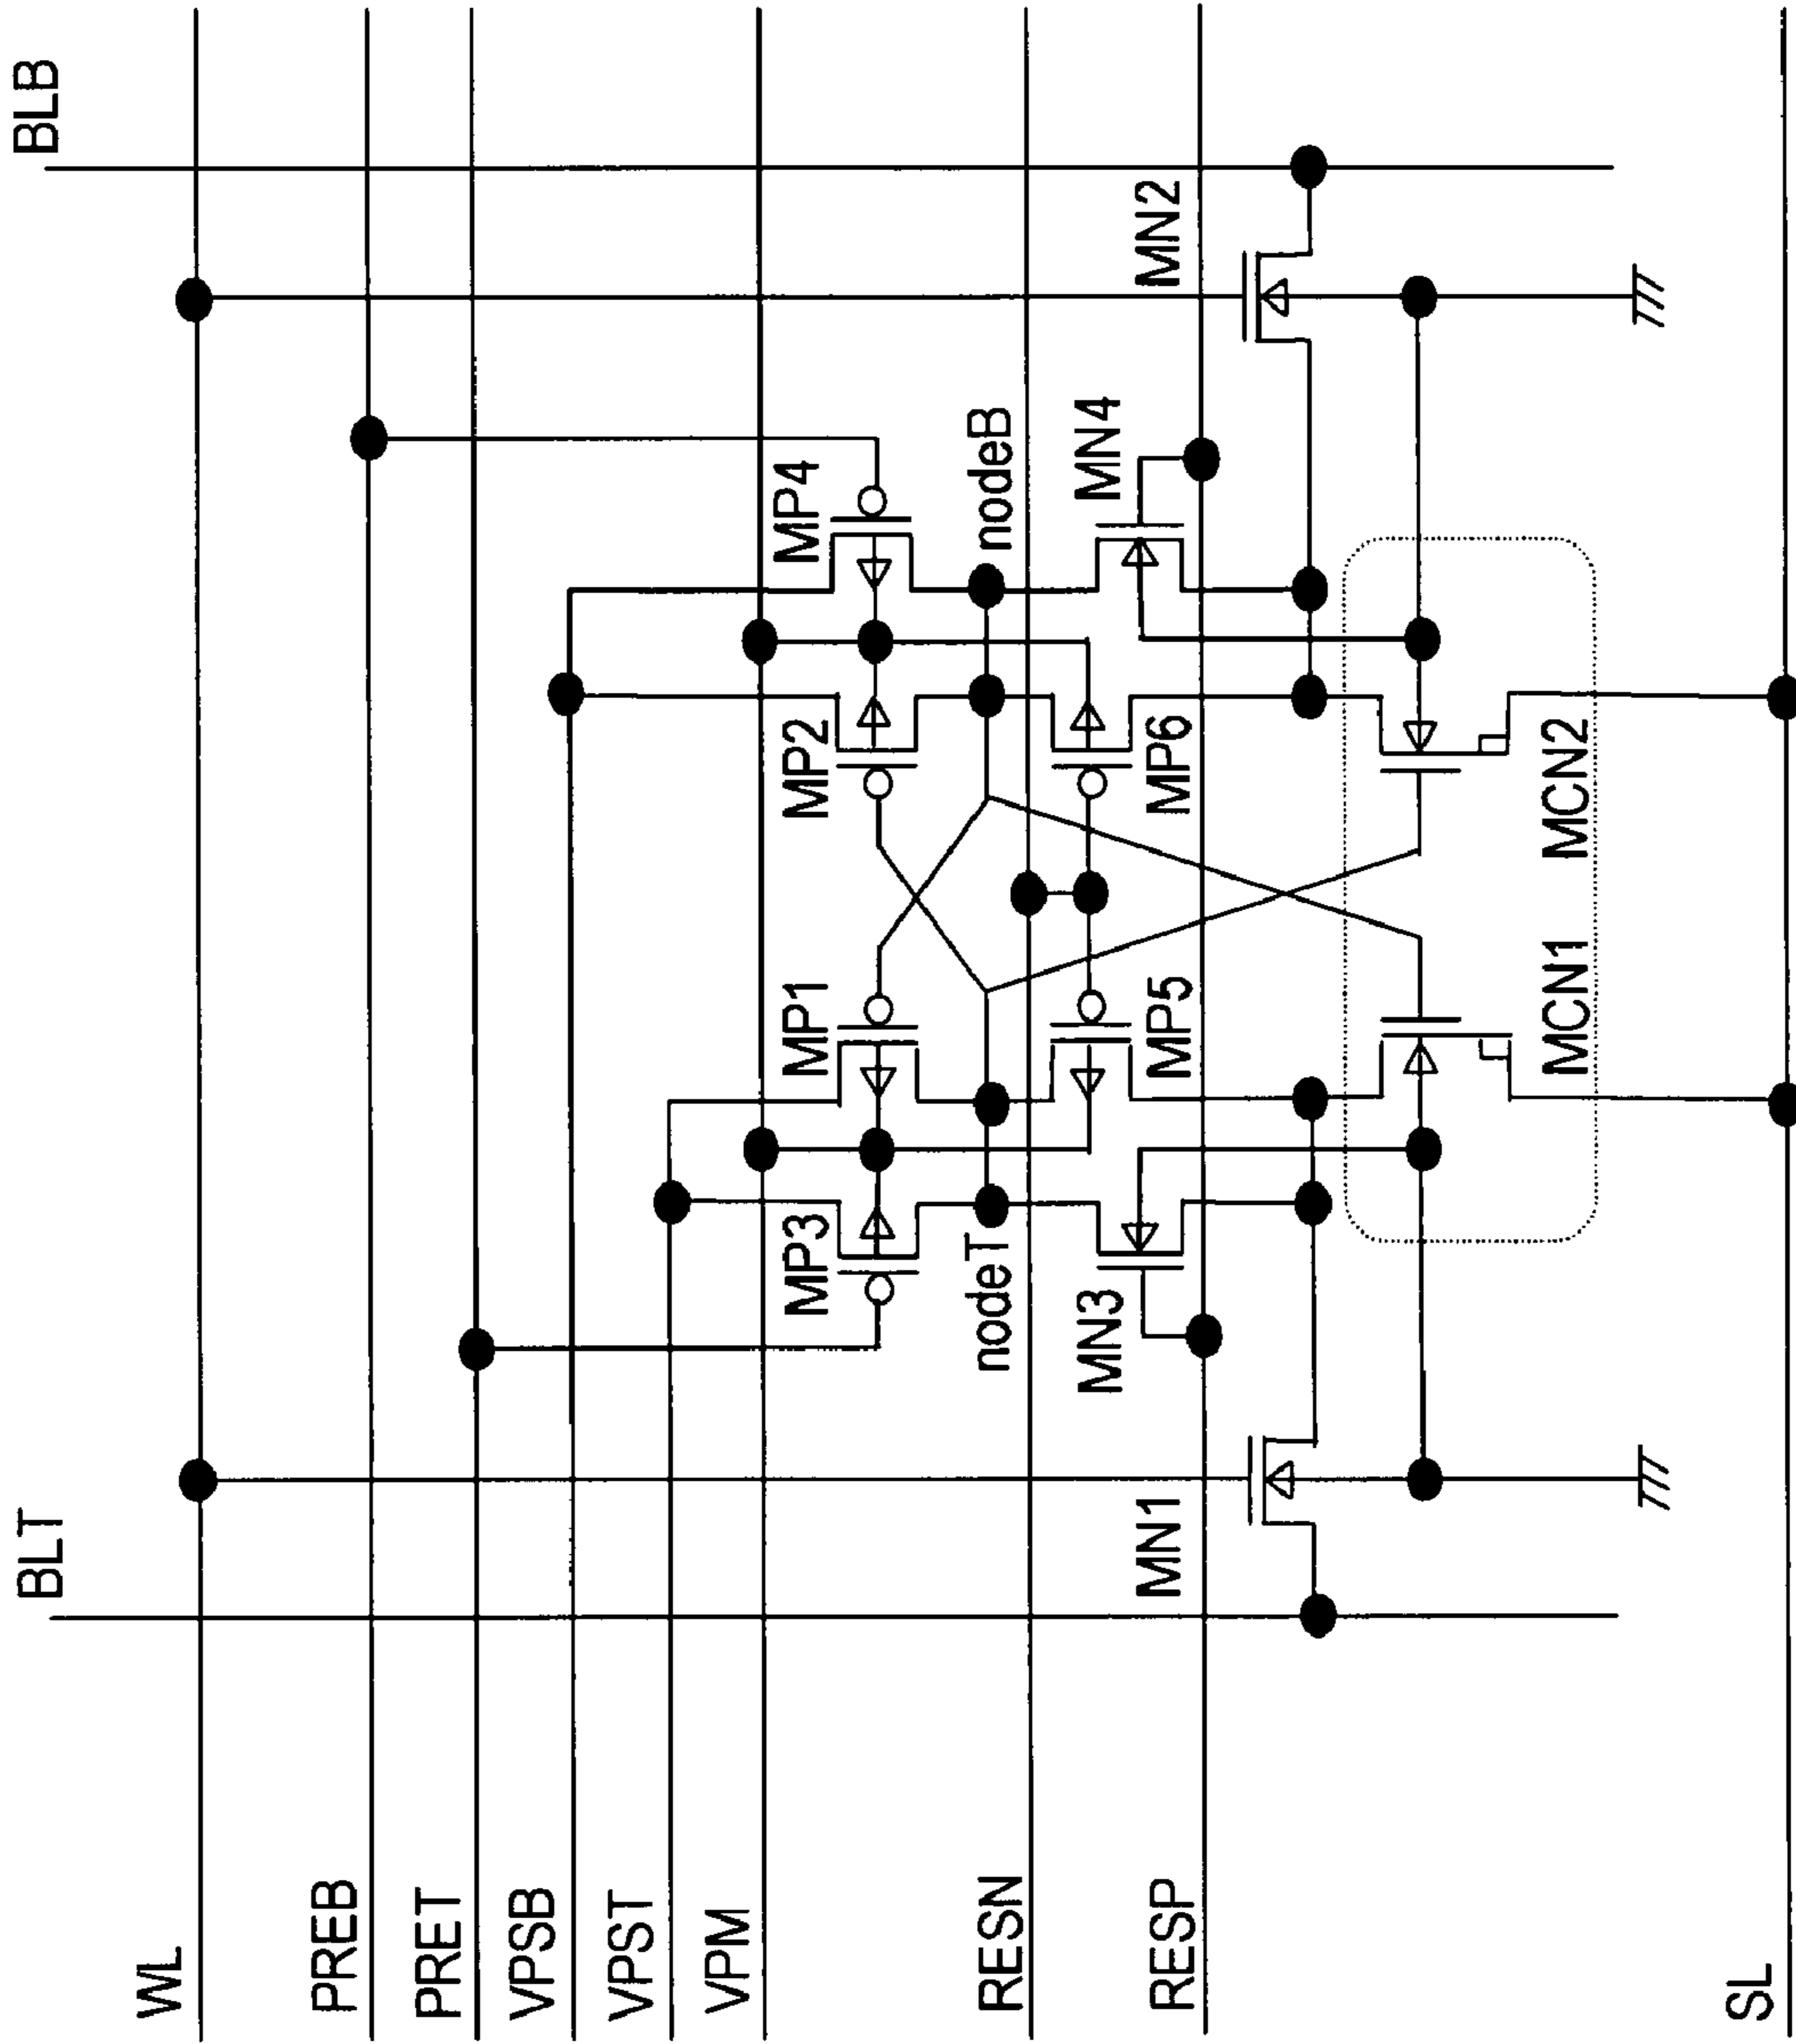 BLT
BLB
WL
PREB
PRET
VPSB
VPST
VPM
RESN
RESP
SL
MP3
MP1
MP2
MP4
nodeT
nodeB
MN3
MP5
MP6
MN4
MN1
MN2
MCN1
MCN2